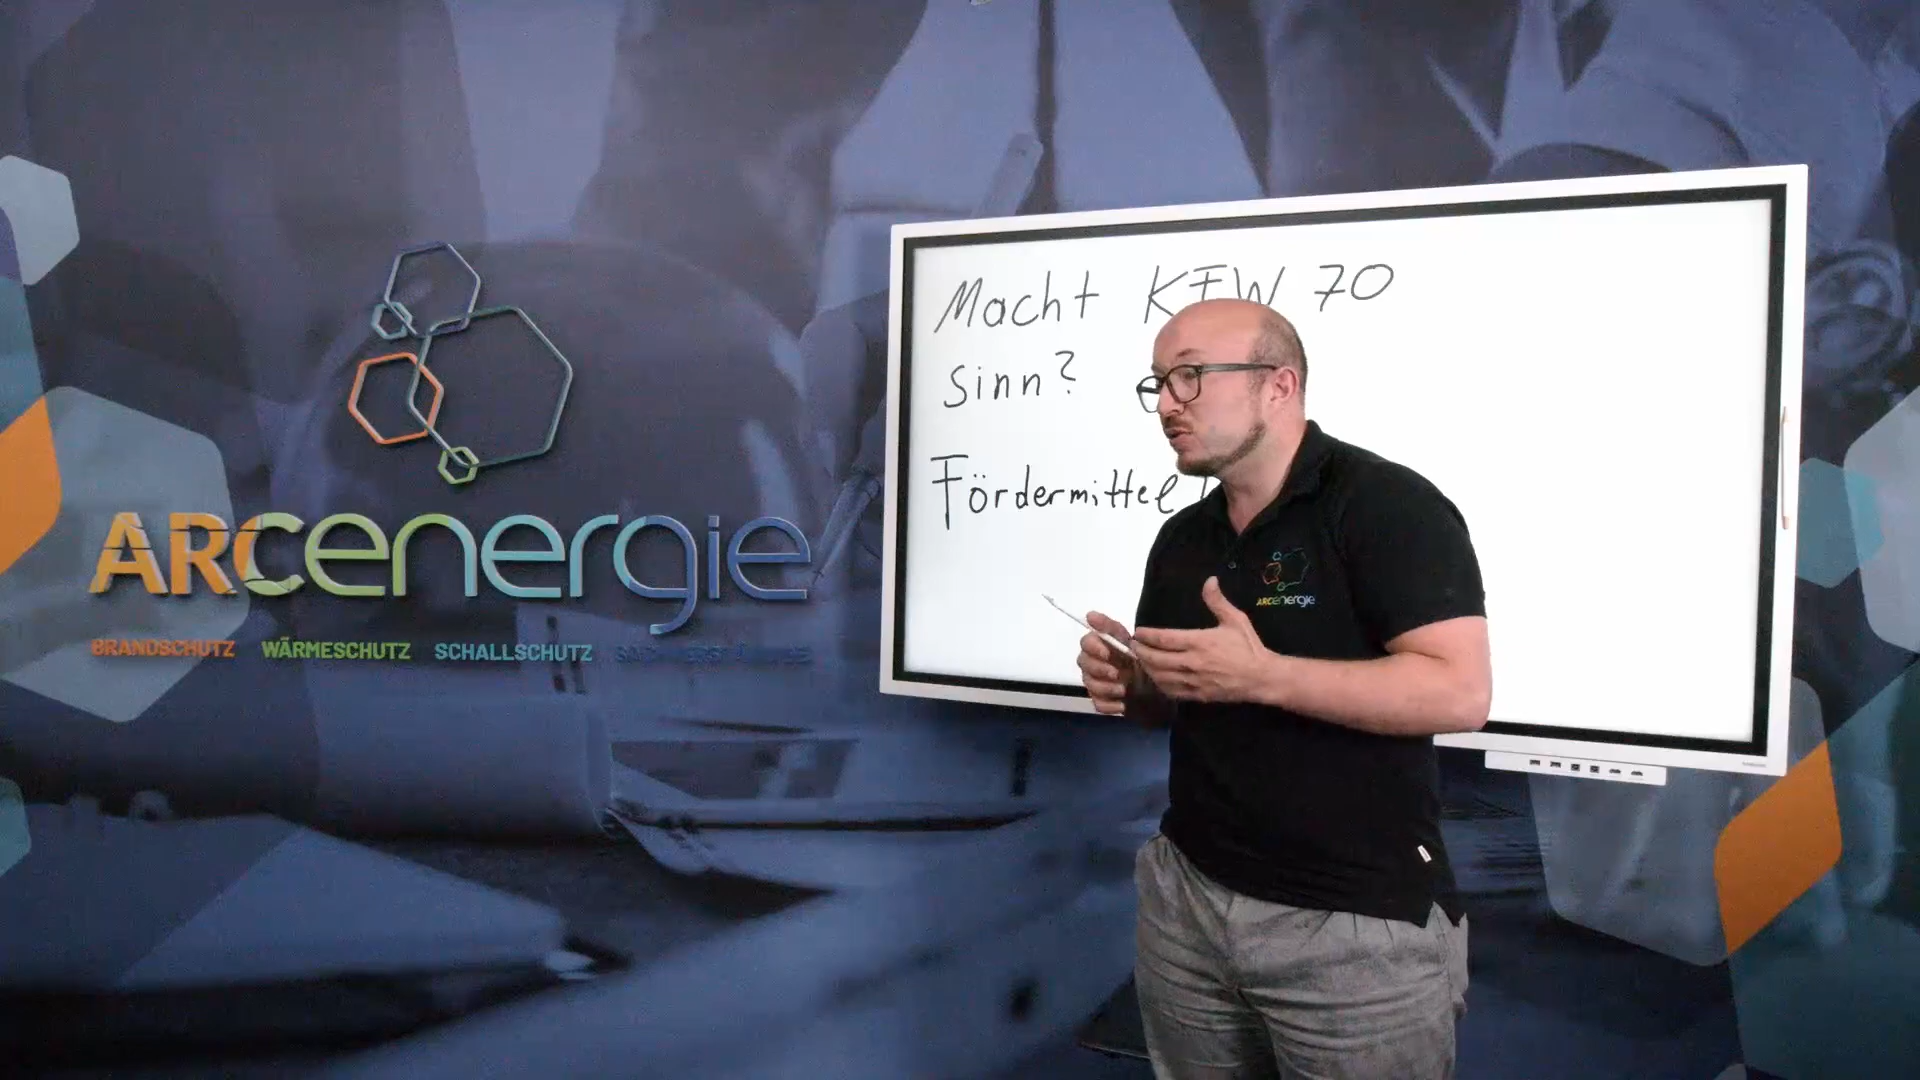 Macht KFW 70
Sinn?
Fördermittel
ARCenergie
BRANDSCHUTZ WÄRMESCHUTZ SCHALLSCHUTZ
ARCenergie